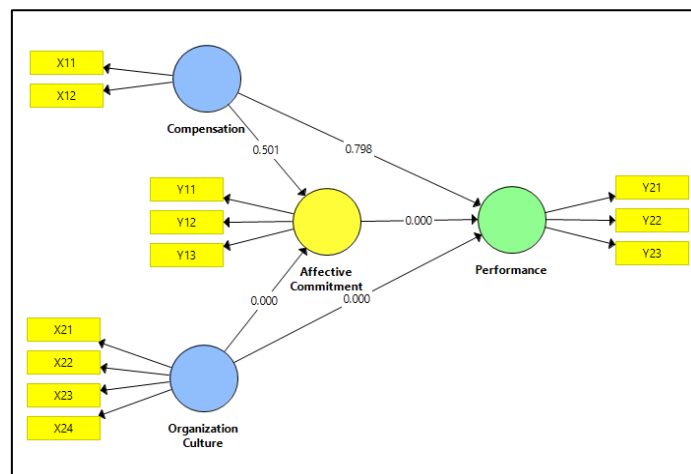 X11
X12
Compensation
0.501
0.798
Y11
Y12
Y13
Affective
Commitment
0.000
Y21
Y22
Y23
Performance
0.000
0.000
X21
X22
X23
X24
Organization
Culture